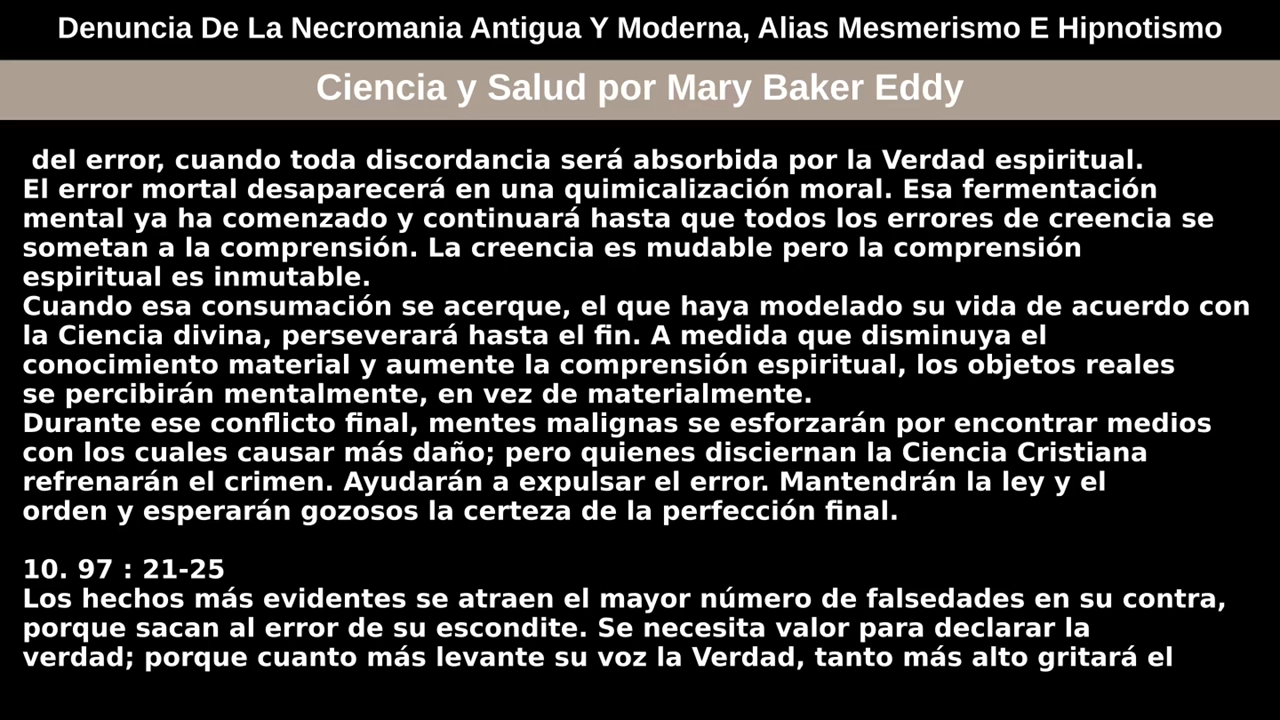 Denuncia De La Necromania Antigua Y Moderna, Alias Mesmerismo E Hipnotismo
Ciencia y Salud por Mary Baker Eddy
del error, cuando toda discordancia será absorbida por la Verdad espiritual.
El error mortal desaparecerá en una quimicalización moral. Esa fermentación
mental ya ha comenzado y continuará hasta que todos los errores de creencia se
sometan a la comprensión. La creencia es mudable pero la comprensión
espiritual es inmutable.
Cuando esa consumación se acerque, el que haya modelado su vida de acuerdo con
la Ciencia divina, perseverará hasta el fin. A medida que disminuya el
conocimiento material y aumente la comprensión espiritual, los objetos reales
se percibirán mentalmente, en vez de materialmente.
Durante ese conflicto final, mentes malignas se esforzarán por encontrar medios
con los cuales causar más daño; pero quienes disciernan la Ciencia Cristiana
refrenarán el crimen. Ayudarán a expulsar el error. Mantendrán la ley y el
orden y esperarán gozosos la certeza de la perfección final.
10. 97 : 21-25
Los hechos más evidentes se atraen el mayor número de falsedades en su contra,
porque sacan al error de su escondite. Se necesita valor para declarar la
verdad; porque cuanto más levante su voz la Verdad, tanto más alto gritará el